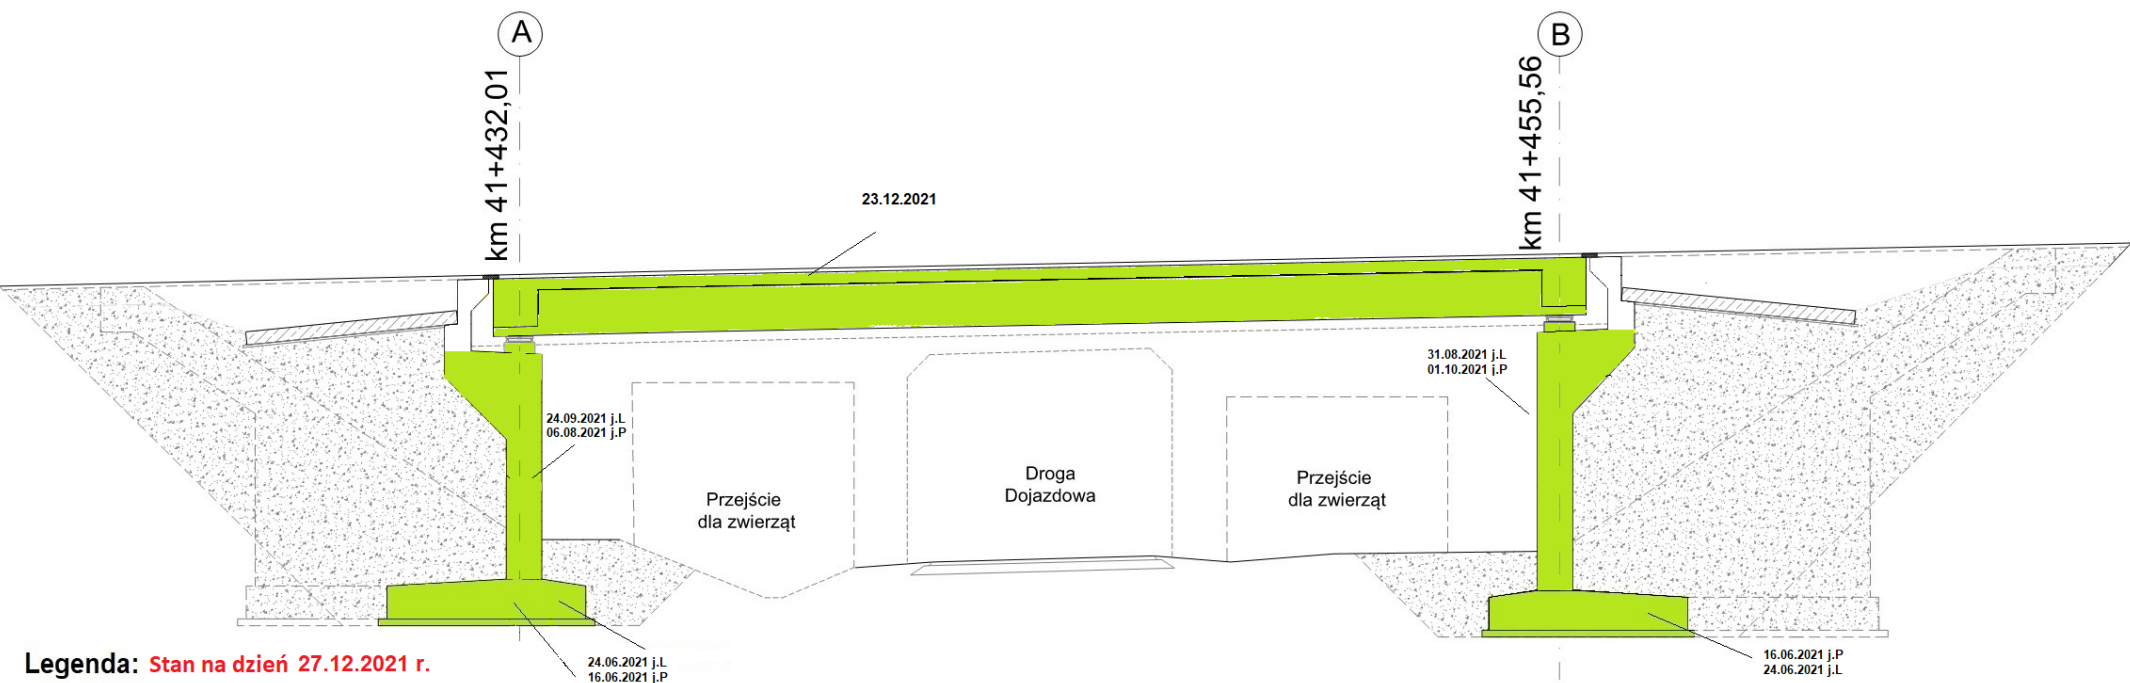 A
B
km 41+432,01
km 41+455,56
23.12.2021
31.08.2021 j.L
01.10.2021 j.P
24.09.2021 j.L
06.08.2021 j.P
Przejście
dla zwierząt
Droga
Dojazdowa
Przejście
dla zwierząt
24.06.2021 j.L
16.06.2021 j.P
16.06.2021 j.P
24.06.2021 j.L
Legenda: Stan na dzień 27.12.2021 r.